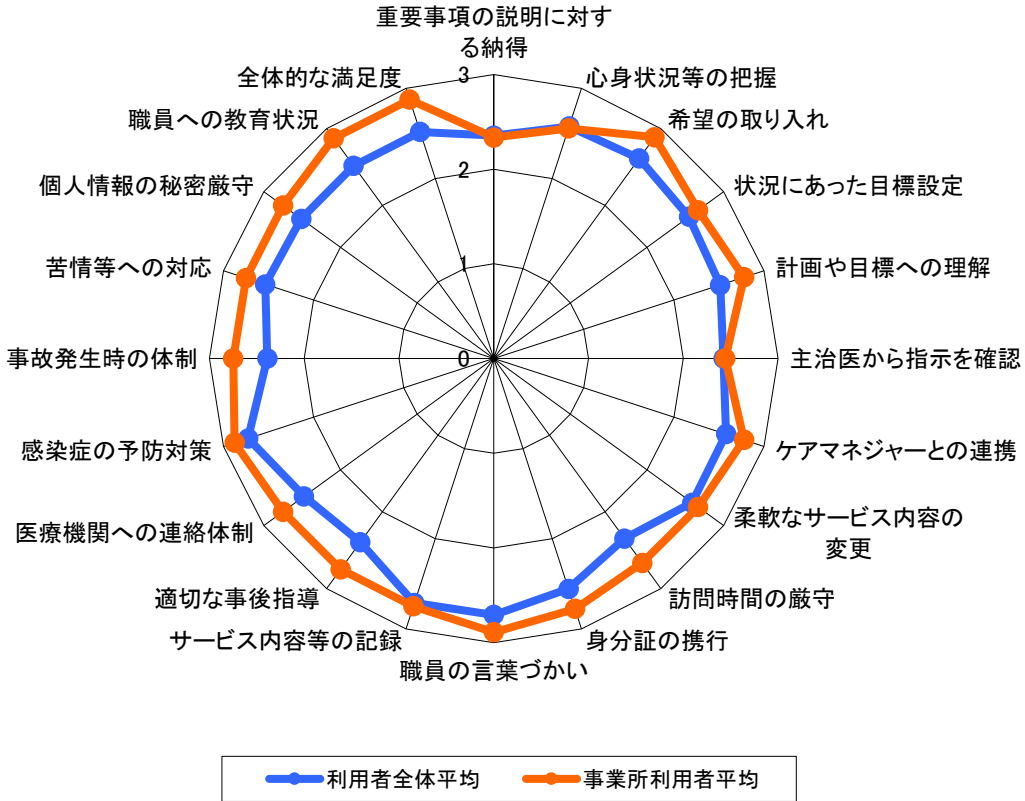 重要事項の説明に対す
る納得
心身状況等の把握
希望の取り入れ
状況にあった目標設定
計画や目標への理解
主治医から指示を確認
ケアマネジャーとの連携
柔軟なサービス内容の
変更
訪問時間の厳守
身分証の携行
職員の言葉づかい
サービス内容等の記録
適切な事後指導
医療機関への連絡体制
感染症の予防対策
事故発生時の体制
苦情等への対応
個人情報の秘密厳守
職員への教育状況
全体的な満足度
3
2
1
0
利用者全体平均
事業所利用者平均